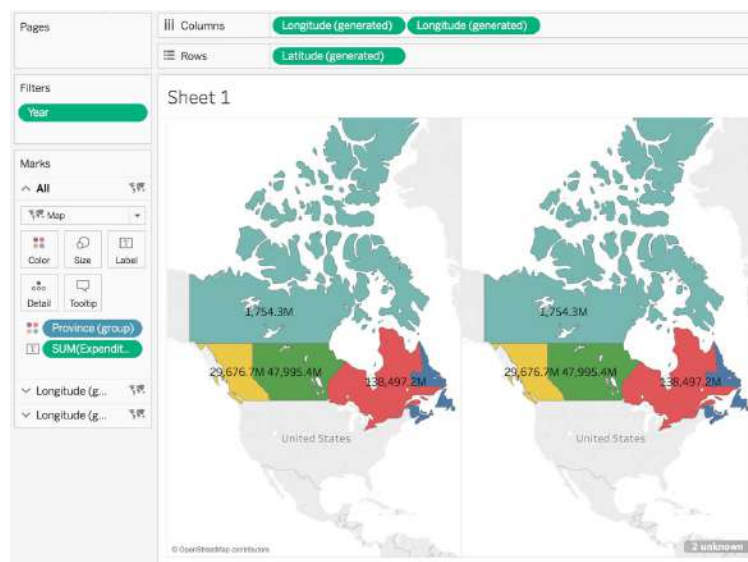 Pages
Columns
Longitude (generated) Longitude (generated)
Rows
Latitude (generated)
Filters
Year
Sheet 1
Marks
All
Map
Color Size Label
Detail Tooltip
Province (group)
SUM(Expendit..
Longitude (g...
Longitude (g...
1,754.3M
29,676.7M 47,995.4M
138,497.2M
United States
© OpenStreetMap contributors
1,754.3M
29,676.7M 47,995.4M
138,497.2M
United States
2 unknown